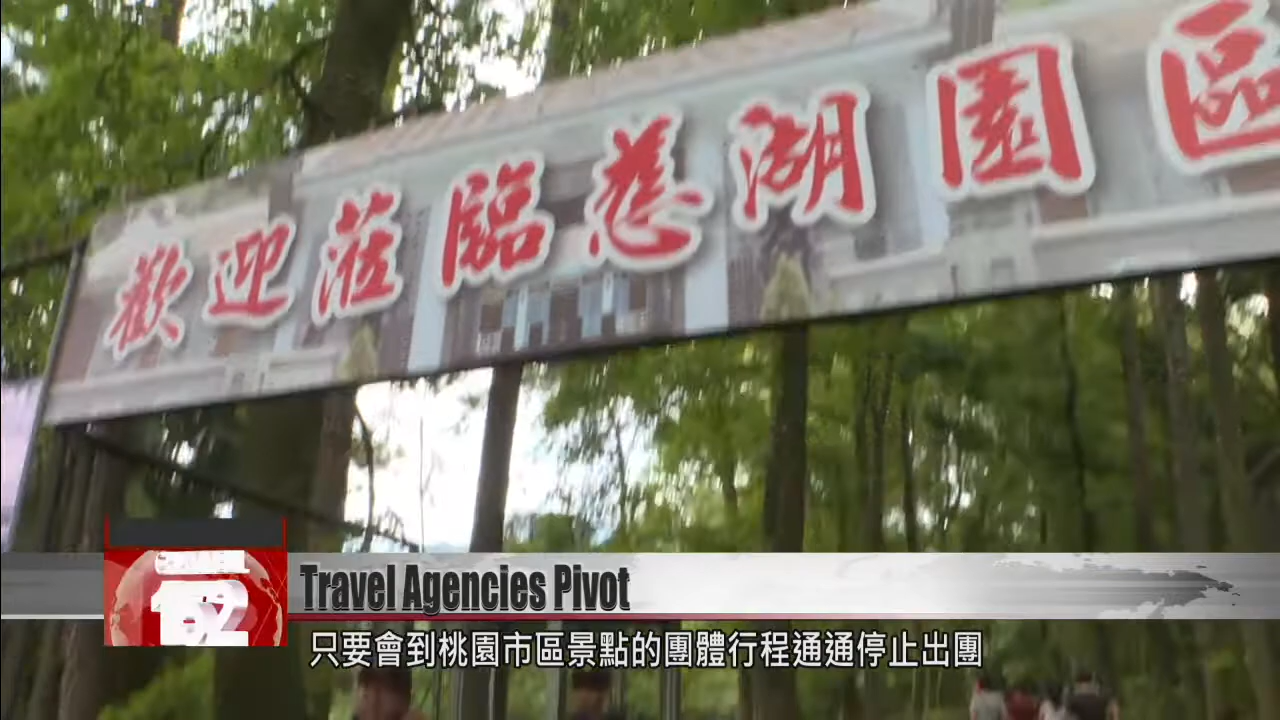 歡迎蒞臨慈湖園區
Travel Agencies Pivot
只要會到桃園市區景點的團體行程通通停止出團